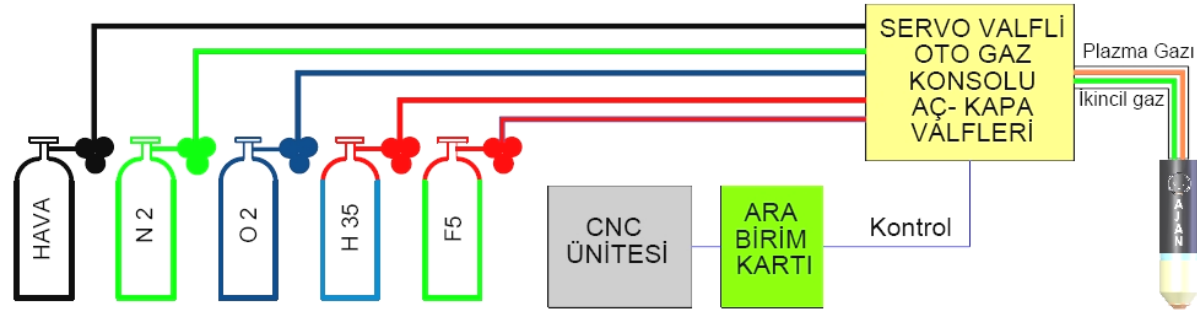 SERVO VALFLİ
OTO GAZ
KONSOLU
AÇ- KAPA
VALFLERİ
Plazma Gazı
İkincil gaz
HAVA
N 2
O 2
H 35
F5
CNC
ÜNİTESİ
ARA
BİRİM
KARTI
Kontrol
AJAN